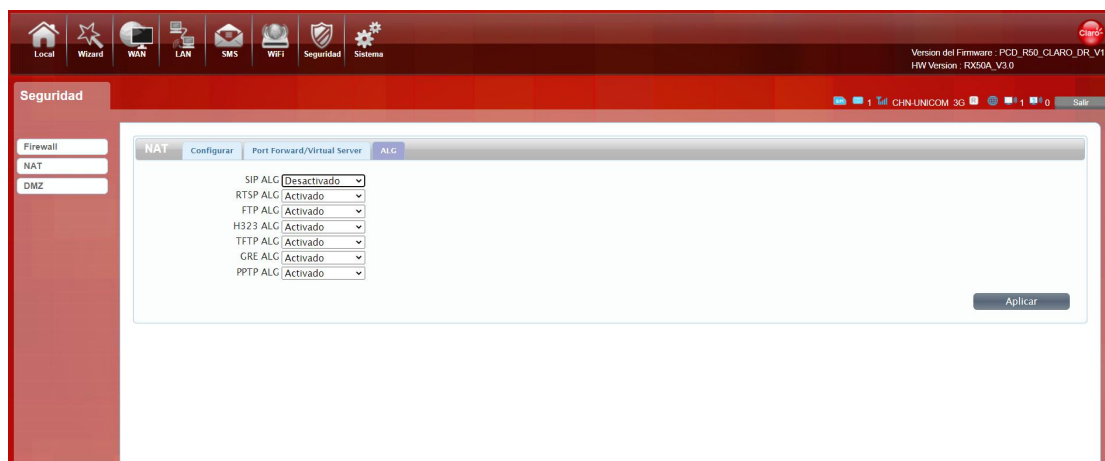 Local Wizard WAN LAN SMS WiFi Seguridad Sistema
Claro
Version del Firmware : PCD_R50_CLARO_DR_V1
HW Version : RX50A_V3.0
Seguridad
1 CHN-UNICOM 3G 1 0 Salir
Firewall
NAT
DMZ
NAT Configurar Port Forward/Virtual Server ALG
SIP ALG Desactivado
RTSP ALG Activado
FTP ALG Activado
H323 ALG Activado
TFTP ALG Activado
GRE ALG Activado
PPTP ALG Activado
Aplicar